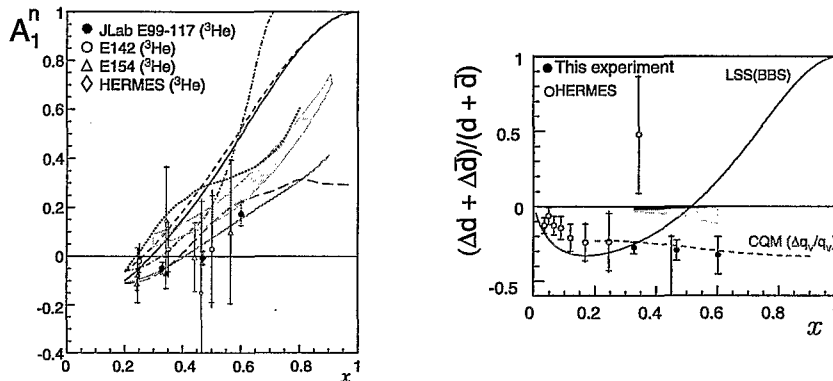 A₁ⁿ
● JLab E99-117 (³He)
○ E142 (³He)
△ E154 (³He)
◇ HERMES (³He)
1
0.8
0.6
0.4
0.2
0
-0.2
-0.4
0 0.2 0.4 0.6 0.8 1
x
(Δd + Δd̅)/(d + d̅)
● This experiment
○ HERMES
LSS(BBS)
CQM (Δqᵥ/qᵥ)
1
0.5
0
-0.5
0 0.2 0.4 0.6 0.8
x